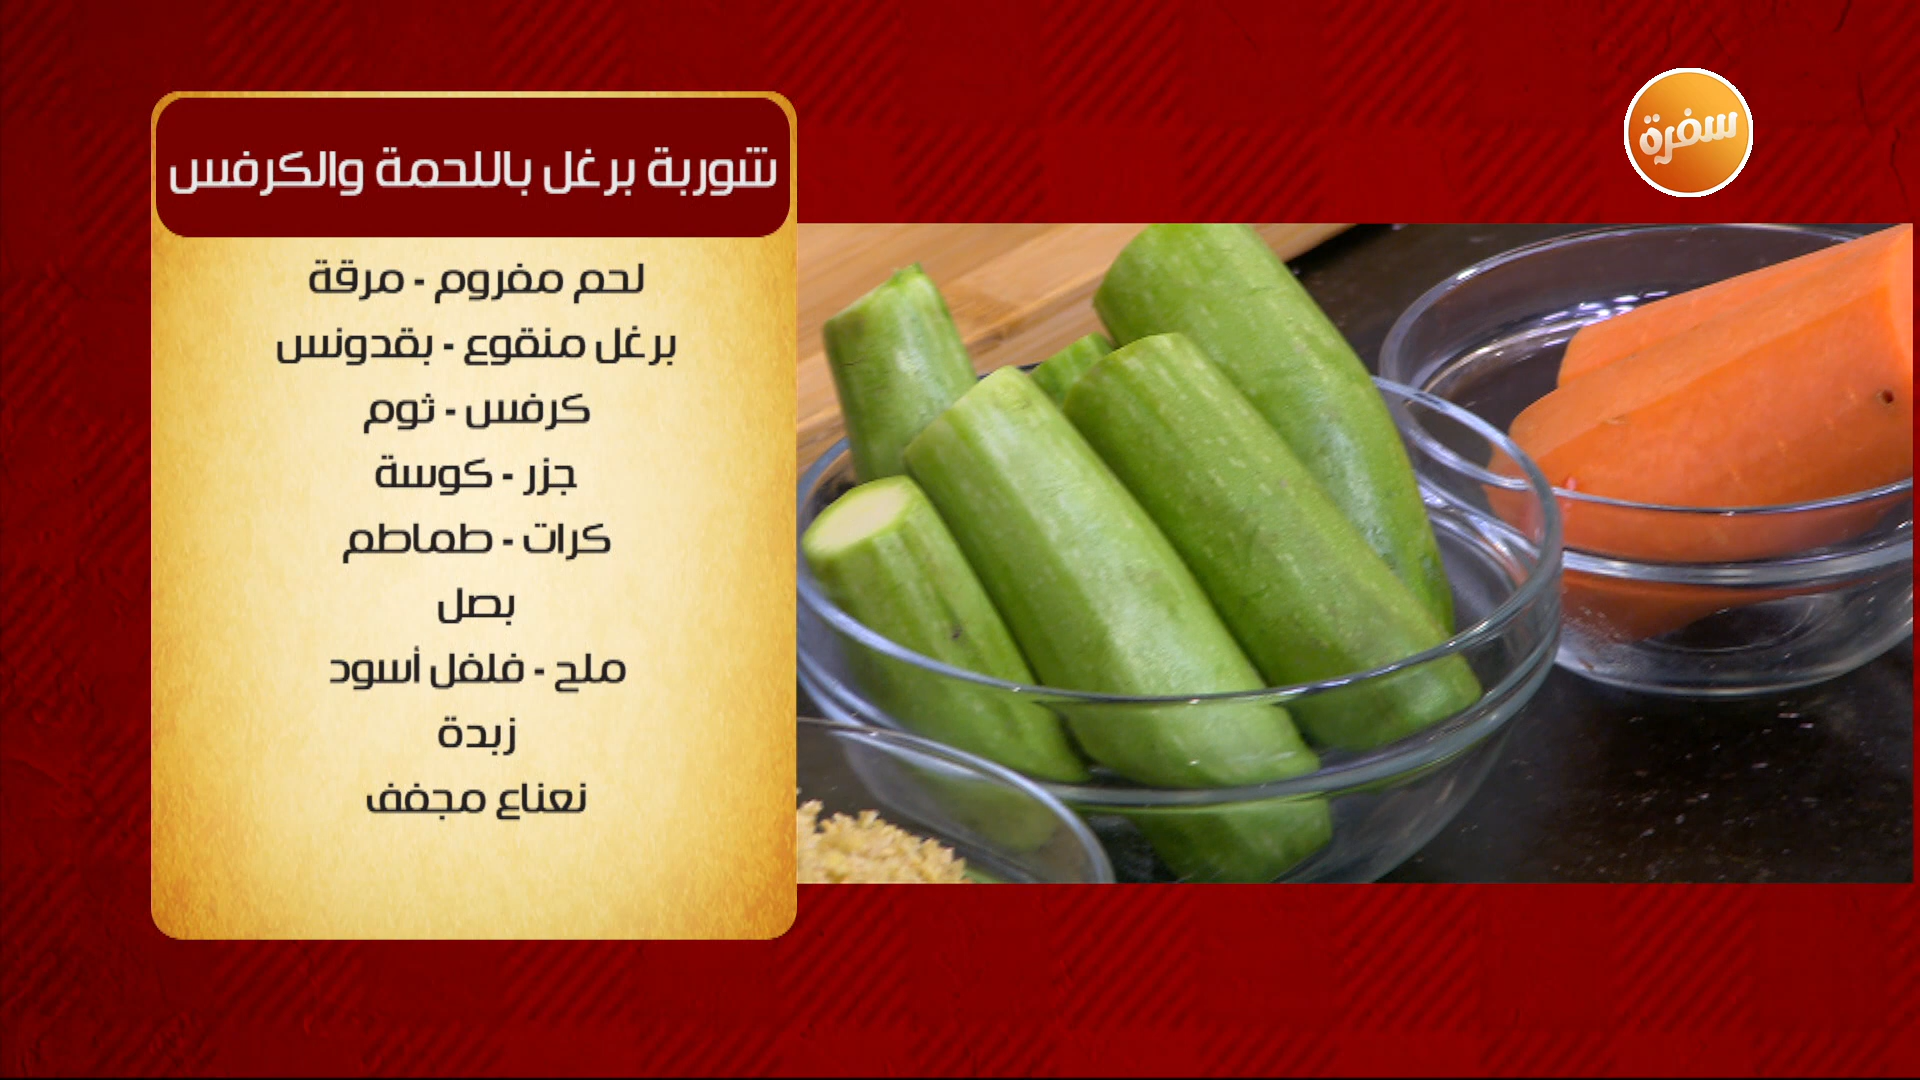 سفرة
شوربة برغل باللحمة والكرفس
لحم مفروم - مرقة
برغل منقوع - بقدونس
كرفس - ثوم
جزر - كوسة
كرات - طماطم
بصل
ملح - فلفل أسود
زبدة
نعناع مجفف